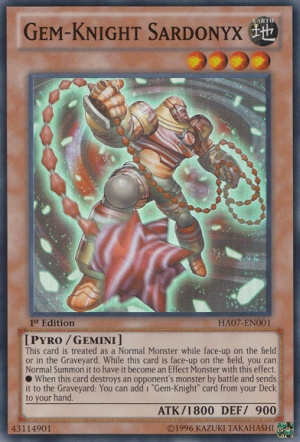 GEM-KNIGHT SARDONYX
EARTH
地
1st Edition
HA07-EN001
[PYRO / GEMINI]
This card is treated as a Normal Monster while face-up on the field
or in the Graveyard. While this card is face-up on the field, you can
Normal Summon it to have it become an Effect Monster with this effect.
● When this card destroys an opponent's monster by battle and sends
it to the Graveyard: You can add 1 "Gem-Knight" card from your Deck
to your hand.
ATK/1800 DEF/ 900
43114901
©1996 KAZUKI TAKAHASHI